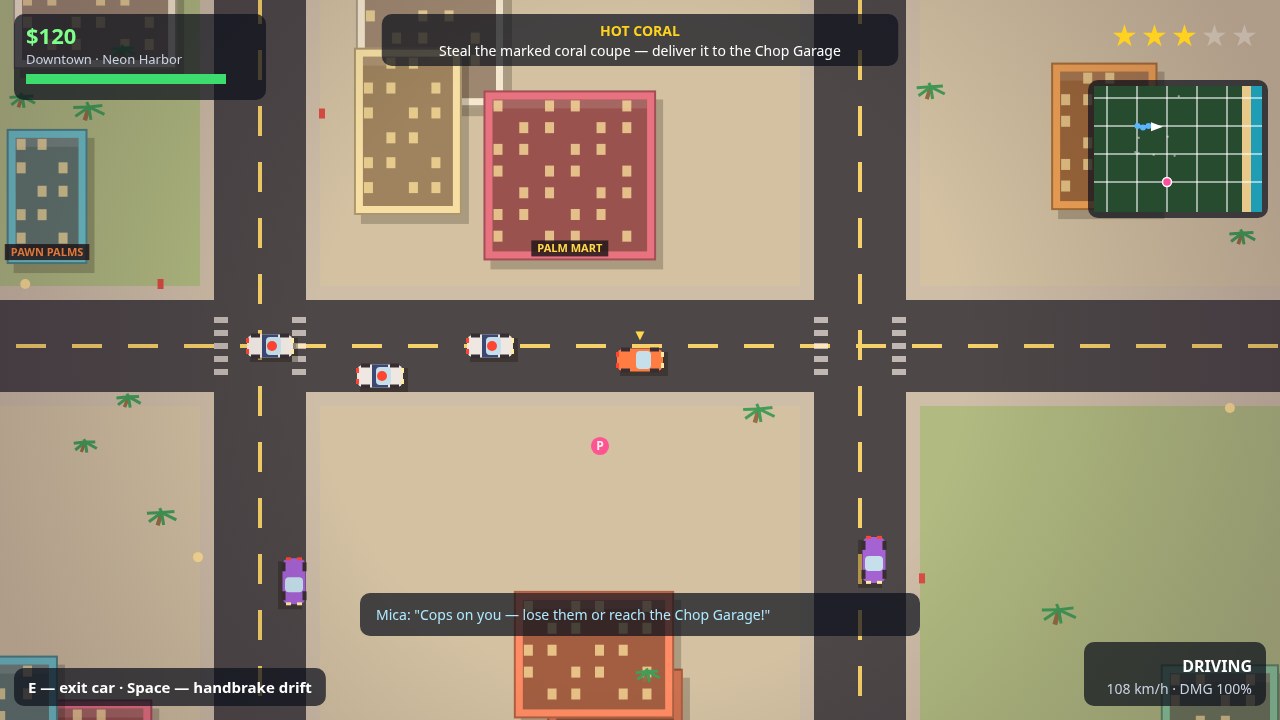 $120
Downtown · Neon Harbor
HOT CORAL
Steal the marked coral coupe — deliver it to the Chop Garage
PAWN PALMS
PALM MART
P
Mica: "Cops on you — lose them or reach the Chop Garage!"
E — exit car · Space — handbrake drift
DRIVING
108 km/h · DMG 100%